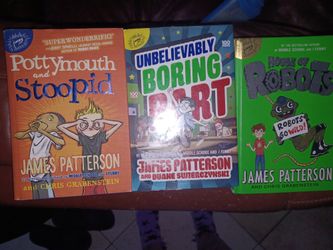 "SUPERWONDERRIFIC!"
Pottymouth
and
Stoopid
JAMES PATTERSON
AND CHRIS GRABENSTEIN
UNBELIEVABLY
BORING
BART
JAMES PATTERSON
AND DUANE SWIERCZYNSKI
HOUSE OF
ROBOTS
ROBOTS
GO WILD!
JAMES PATTERSON
AND CHRIS GRABENSTEIN